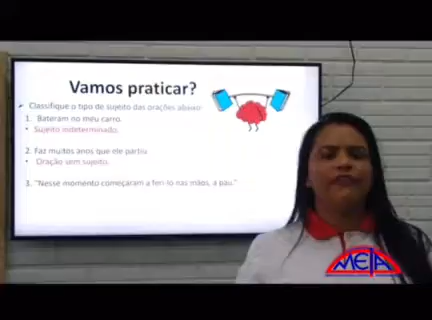 Vamos praticar?
➢ Classifique o tipo de sujeito das orações abaixo:
1. Bateram no meu carro.
• Sujeito indeterminado.
2. Faz muitos anos que ele partiu
• Oração sem sujeito.
3. "Nesse momento começaram a feri-lo nas mãos, a pau."
META